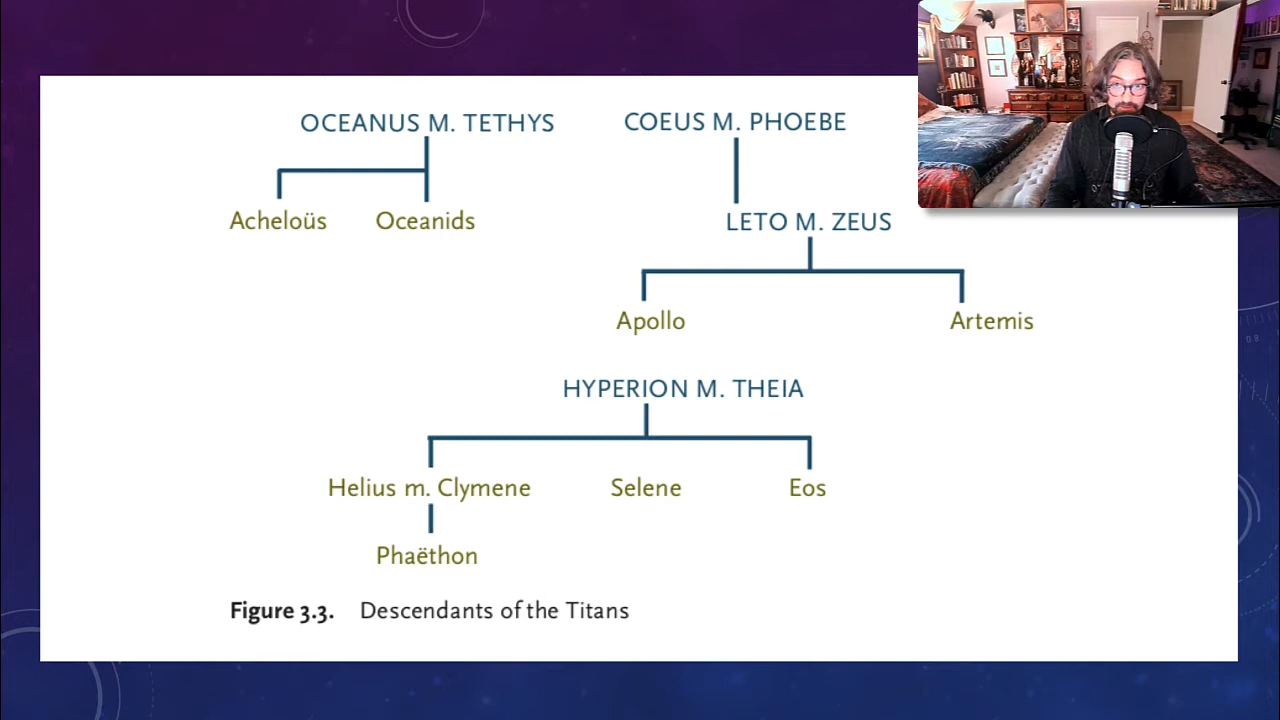 OCEANUS M. TETHYS
COEUS M. PHOEBE
Acheloüs
Oceanids
LETO M. ZEUS
Apollo
Artemis
HYPERION M. THEIA
Helius m. Clymene
Selene
Eos
Phaëthon
Figure 3.3. Descendants of the Titans
08